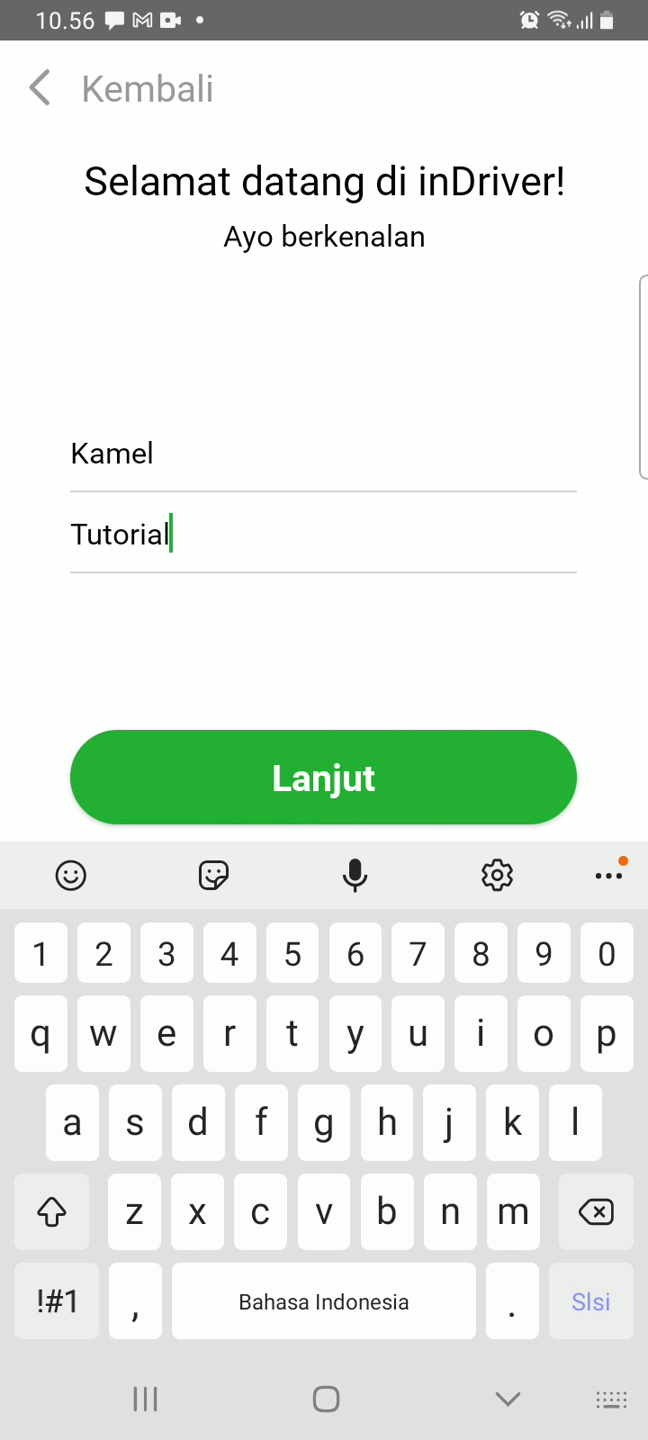 10.56
Kembali
Selamat datang di inDriver!
Ayo berkenalan
Kamel
Tutorial
Lanjut
1 2 3 4 5 6 7 8 9 0
q w e r t y u i o p
a s d f g h j k l
z x c v b n m
!#1 , Bahasa Indonesia . Slsi